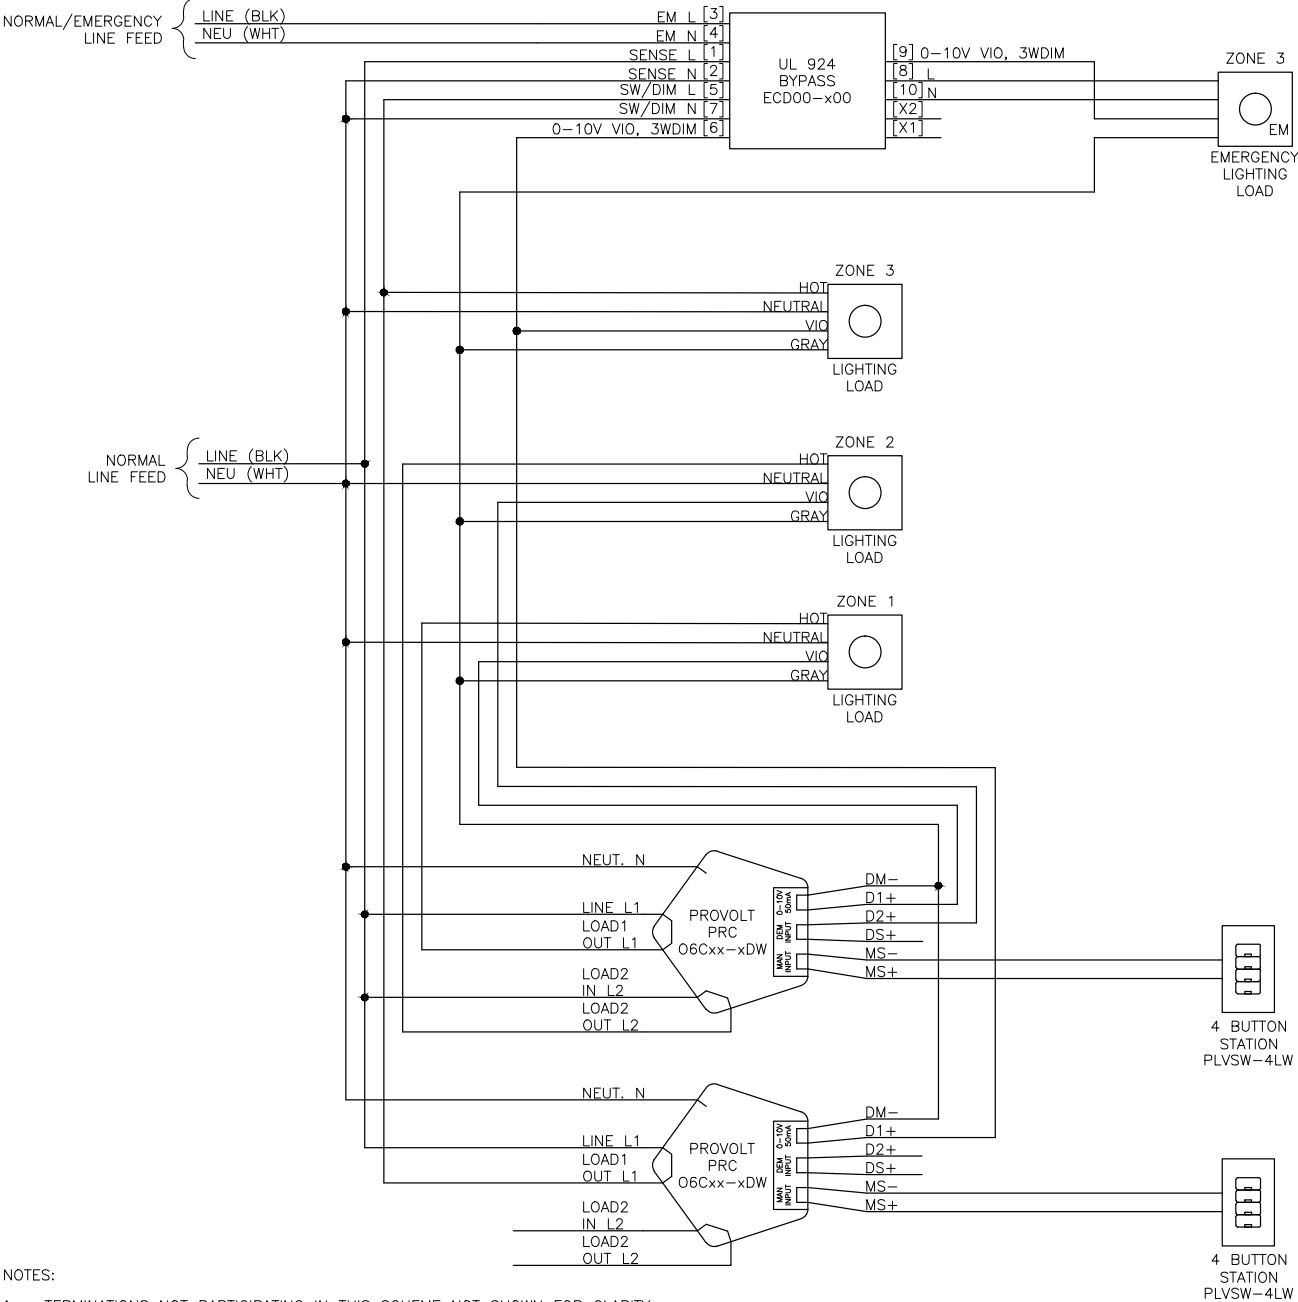 NORMAL/EMERGENCY
LINE FEED
LINE (BLK)
NEU (WHT)
EM L [3]
EM N [4]
SENSE L [1]
SENSE N [2]
SW/DIM L [5]
SW/DIM N [7]
0-10V VIO, 3WDIM [6]
UL 924
BYPASS
ECD00-x00
[9] 0-10V VIO, 3WDIM
[8] L
[10] N
[X2]
[X1]
ZONE 3
EM
EMERGENCY
LIGHTING
LOAD
ZONE 3
HOT
NEUTRAL
VIO
GRAY
LIGHTING
LOAD
NORMAL
LINE FEED
LINE (BLK)
NEU (WHT)
ZONE 2
HOT
NEUTRAL
VIO
GRAY
LIGHTING
LOAD
ZONE 1
HOT
NEUTRAL
VIO
GRAY
LIGHTING
LOAD
NEUT. N
LINE L1
LOAD1
OUT L1
LOAD2
IN L2
LOAD2
OUT L2
PROVOLT
PRC
06Cxx-xDW
0-10V
50mA
DEM
INPUT
MAN
INPUT
DM-
D1+
D2+
DS+
MS-
MS+
4 BUTTON
STATION
PLVSW-4LW
NEUT. N
LINE L1
LOAD1
OUT L1
LOAD2
IN L2
LOAD2
OUT L2
PROVOLT
PRC
06Cxx-xDW
0-10V
50mA
DEM
INPUT
MAN
INPUT
DM-
D1+
D2+
DS+
MS-
MS+
4 BUTTON
STATION
PLVSW-4LW
NOTES: